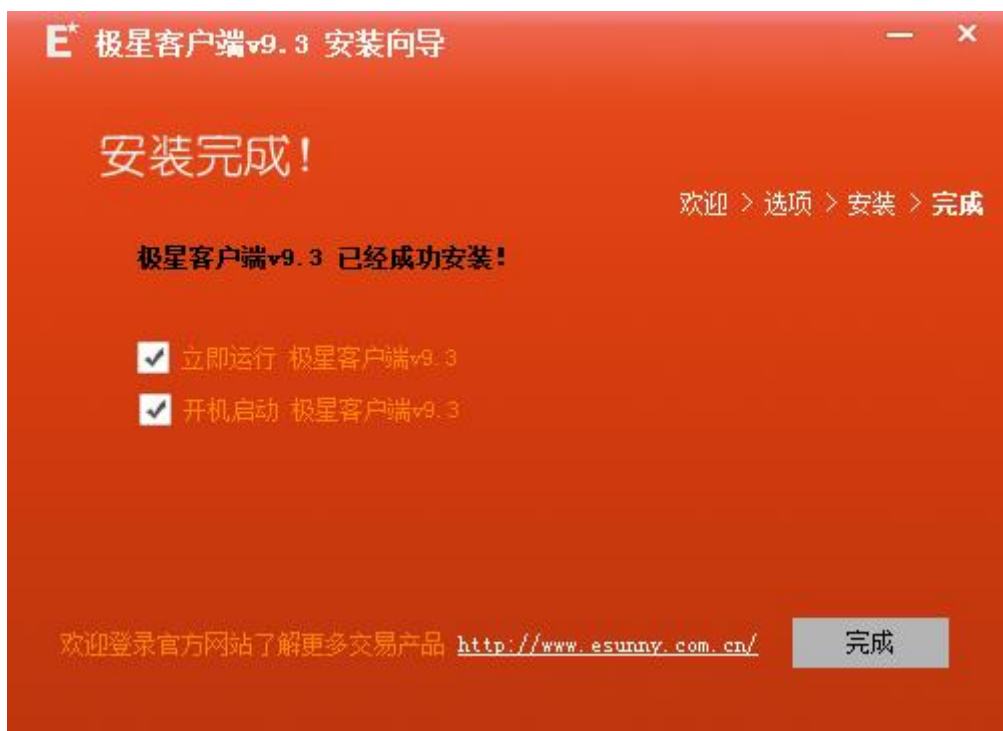 E* 极星客户端v9.3 安装向导
安装完成!
欢迎 > 选项 > 安装 > 完成
极星客户端v9.3 已经成功安装!
立即运行 极星客户端v9.3
开机启动 极星客户端v9.3
欢迎登录官方网站了解更多交易产品 http://www.esunny.com.cn/
完成